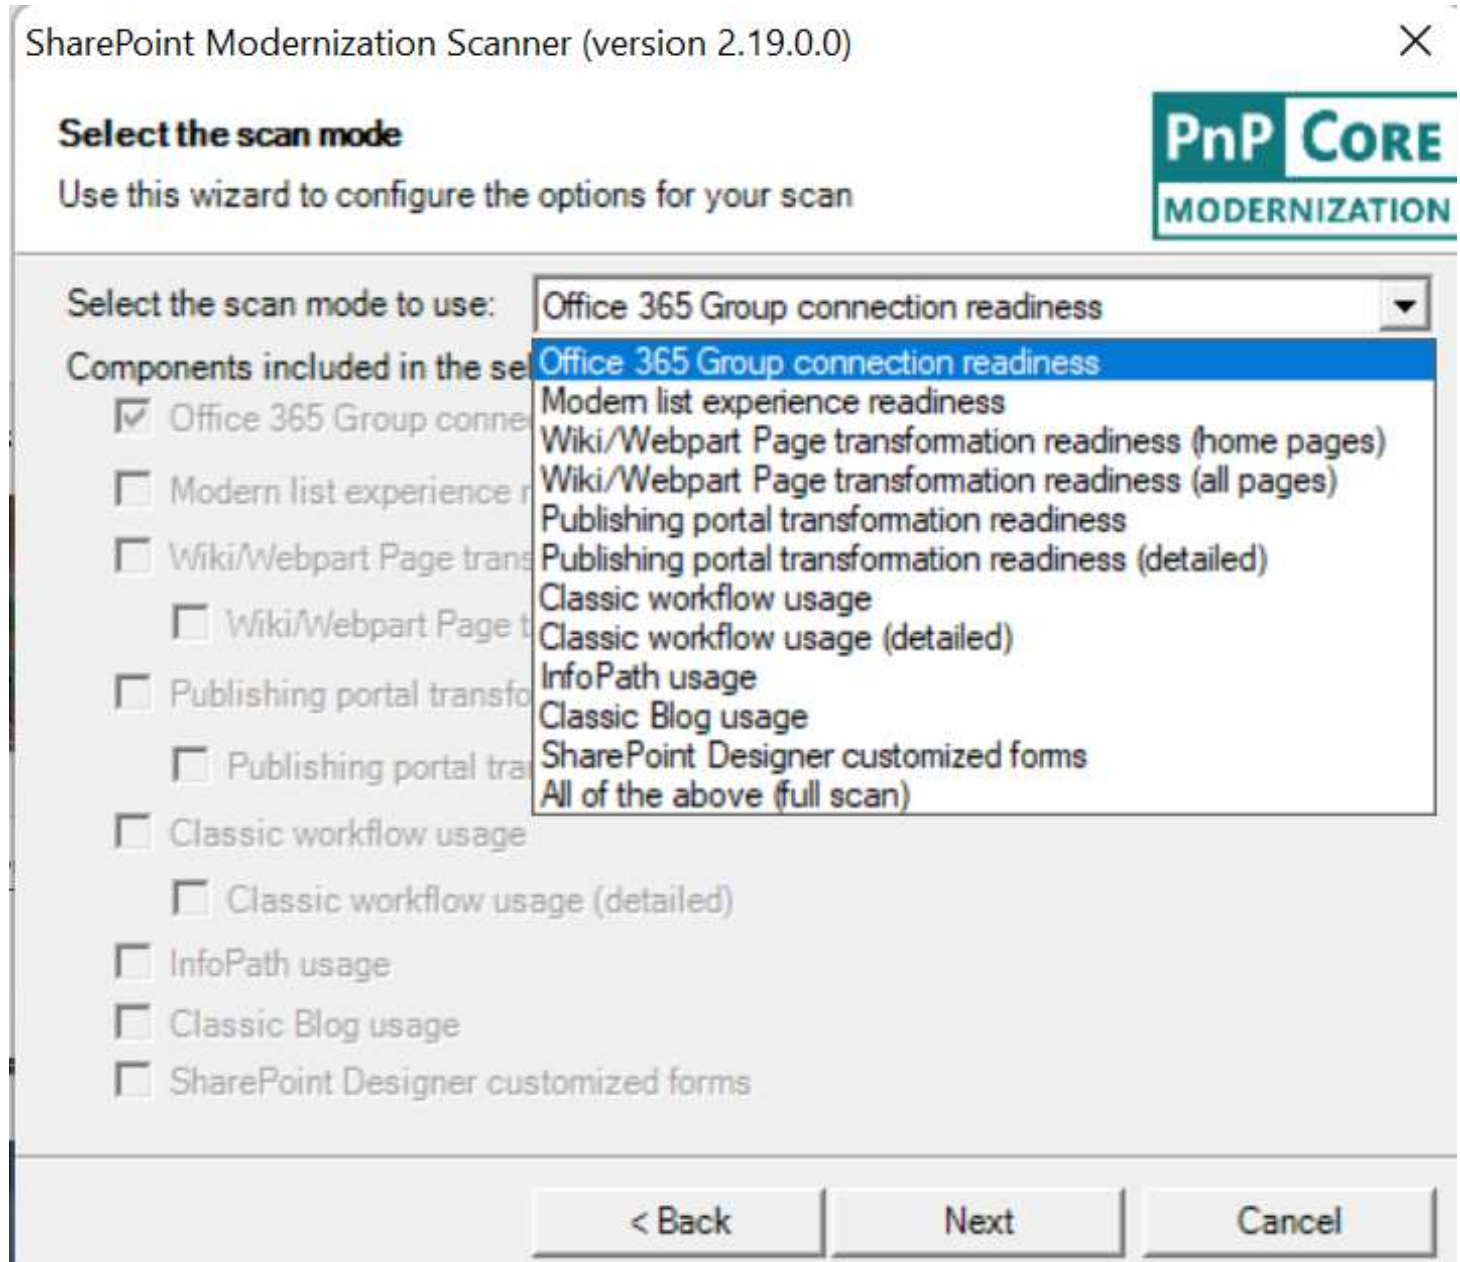 SharePoint Modernization Scanner (version 2.19.0.0)
Select the scan mode
Use this wizard to configure the options for your scan
PnP CORE
MODERNIZATION
Select the scan mode to use:
Office 365 Group connection readiness
Components included in the sel
Office 365 Group connection readiness
Modern list experience readiness
Wiki/Webpart Page transformation readiness (home pages)
Wiki/Webpart Page transformation readiness (all pages)
Publishing portal transformation readiness
Publishing portal transformation readiness (detailed)
Classic workflow usage
Classic workflow usage (detailed)
InfoPath usage
Classic Blog usage
SharePoint Designer customized forms
All of the above (full scan)
Office 365 Group conne
Modern list experience r
Wiki/Webpart Page trans
Wiki/Webpart Page t
Publishing portal transfo
Publishing portal tra
Classic workflow usage
Classic workflow usage (detailed)
InfoPath usage
Classic Blog usage
SharePoint Designer customized forms
< Back
Next
Cancel